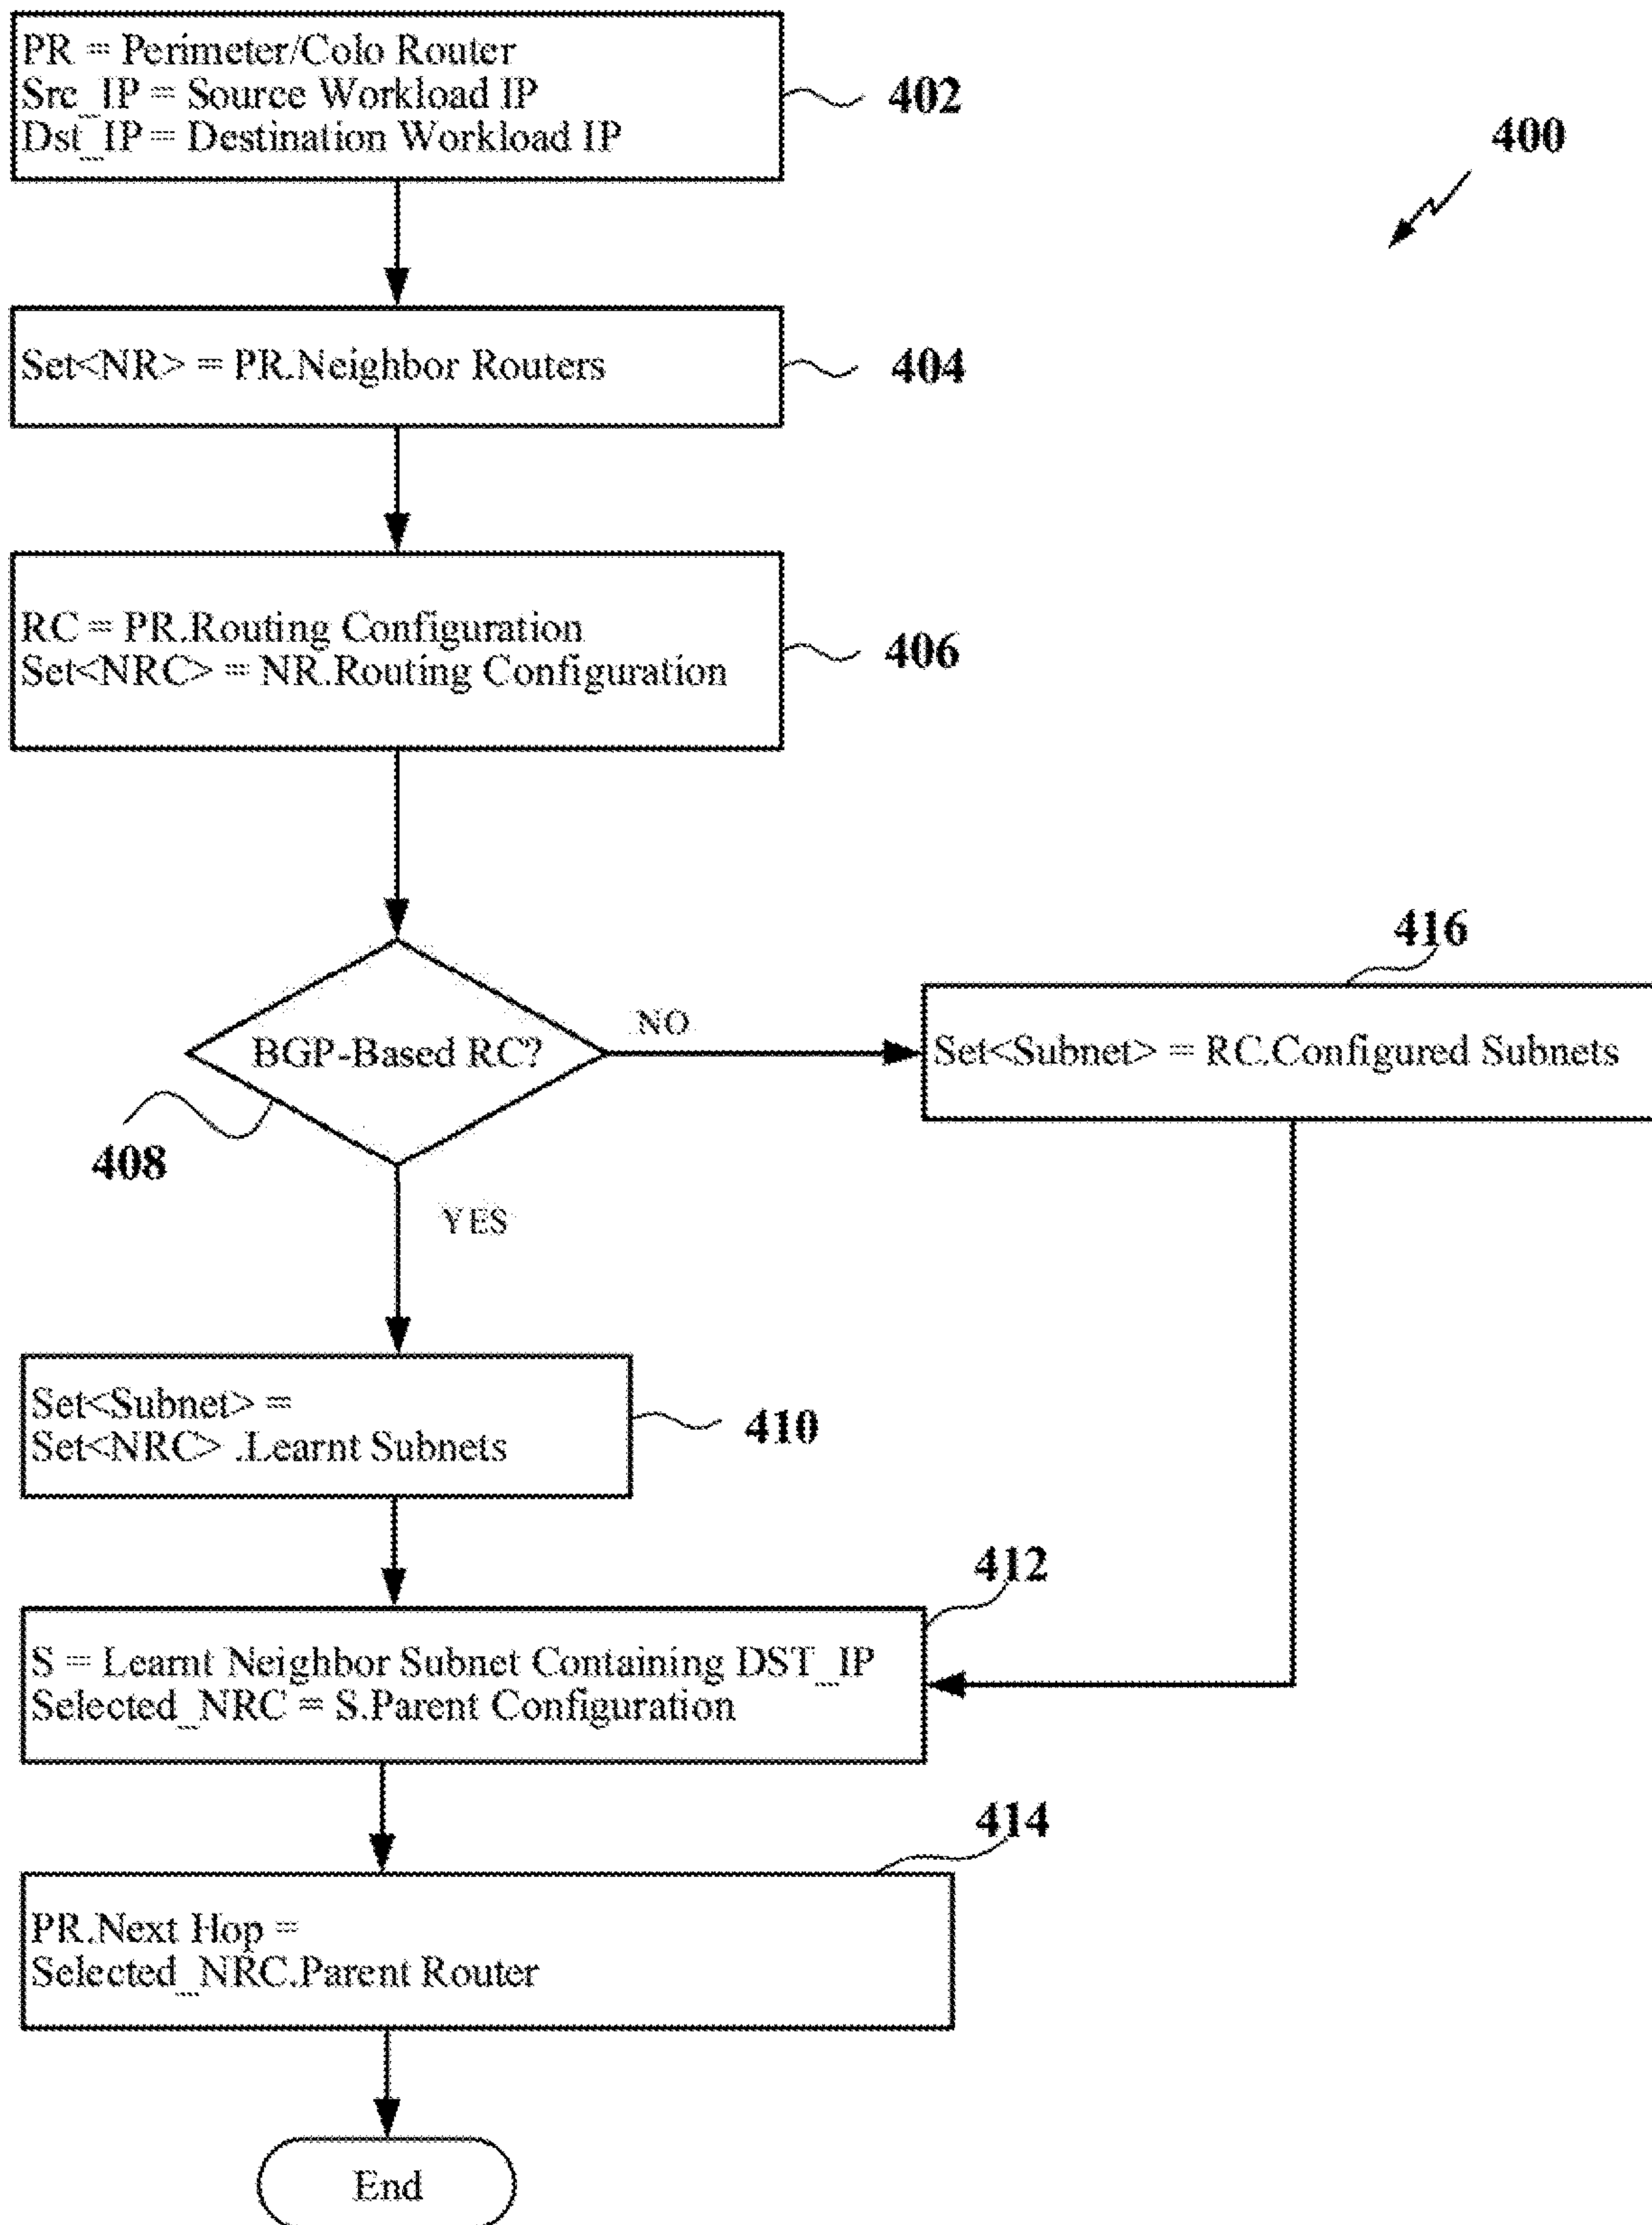 PR = Perimeter/Colo Router
Src_IP = Source Workload IP
Dst_IP = Destination Workload IP
402
400
Set<NR> = PR.Neighbor Routers
404
RC = PR.Routing Configuration
Set<NRC> = NR.Routing Configuration
406
BGP-Based RC?
408
NO
416
Set<Subnet> = RC.Configured Subnets
YES
Set<Subnet> =
Set<NRC> .Learnt Subnets
410
412
S = Learnt Neighbor Subnet Containing DST_IP
Selected_NRC = S.Parent Configuration
414
PR.Next Hop =
Selected_NRC.Parent Router
End